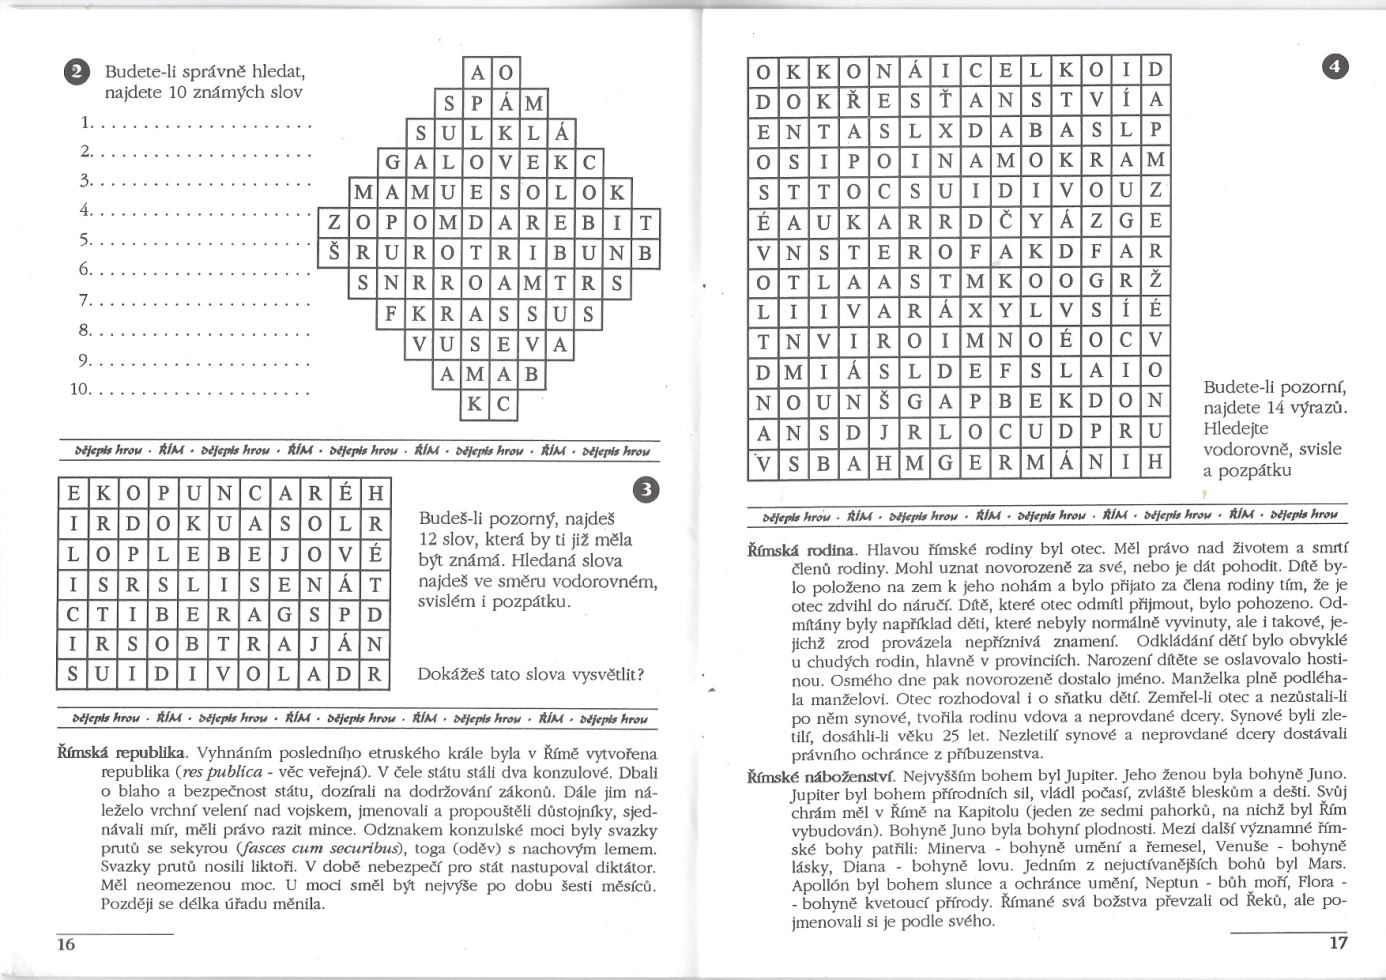 2
Budete-li správně hledat,
najdete 10 známých slov
1. . . . . . . . . . . . . . . . . . . . . .
2. . . . . . . . . . . . . . . . . . . . . .
3. . . . . . . . . . . . . . . . . . . . . .
4. . . . . . . . . . . . . . . . . . . . . .
5. . . . . . . . . . . . . . . . . . . . . .
6. . . . . . . . . . . . . . . . . . . . . .
7. . . . . . . . . . . . . . . . . . . . . .
8. . . . . . . . . . . . . . . . . . . . . .
9. . . . . . . . . . . . . . . . . . . . . .
10. . . . . . . . . . . . . . . . . . . . . .
A O
S P Á M
S U L K L Á
G A L O V E K C
M A M U E S O L O K
Z O P O M D A R E B I T
Š R U R O T R I B U N B
S N R R O A M T R S
F K R A S S U S
V U S E V A
A M A B
K C
Dějepis hrou · ŘÍM · Dějepis hrou · ŘÍM · Dějepis hrou · ŘÍM · Dějepis hrou · ŘÍM · Dějepis hrou
E K O P U N C A R É H
I R D O K U A S O L R
L O P L E B E J O V É
I S R S L I S E N Á T
C T I B E R A G S P D
I R S O B T R A J Á N
S U I D I V O L A D R
3
Budeš-li pozorný, najdeš
12 slov, která by ti již měla
být známá. Hledaná slova
najdeš ve směru vodorovném,
svislém i pozpátku.
Dokážeš tato slova vysvětlit?
Dějepis hrou · ŘÍM · Dějepis hrou · ŘÍM · Dějepis hrou · ŘÍM · Dějepis hrou · ŘÍM · Dějepis hrou
Římská republika. Vyhnáním posledního etruského krále byla v Římě vytvořena
republika (res publica - věc veřejná). V čele státu stáli dva konzulové. Dbali
o blaho a bezpečnost státu, dozírali na dodržování zákonů. Dále jim ná-
leželo vrchní velení nad vojskem, jmenovali a propouštěli důstojníky, sjed-
návali mír, měli právo razit mince. Odznakem konzulské moci byly svazky
prutů se sekyrou (fasces cum securibus), toga (oděv) s nachovým lemem.
Svazky prutů nosili liktoři. V době nebezpečí pro stát nastupoval diktátor.
Měl neomezenou moc. U moci směl být nejvýše po dobu šesti měsíců.
Později se délka úřadu měnila.
16
O K K O N Á I C E L K O I D
D O K Ř E S Ť A N S T V Í A
E N T A S L X D A B A S L P
O S I P O I N A M O K R A M
S T T O C S U I D I V O U Z
É A U K A R R D Č Y Á Z G E
V N S T E R O F A K D F A R
O T L A A S T M K O O G R Ž
L I I V A R Á X Y L V S Í É
T N V I R O I M N O É O C V
D M I Á S L D E F S L A I O
N O U N Š G A P B E K D O N
A N S D J R L O C U D P R U
V S B A H M G E R M Á N I H
4
Budete-li pozorní,
najdete 14 výrazů.
Hledejte
vodorovně, svisle
a pozpátku
Dějepis hrou · ŘÍM · Dějepis hrou · ŘÍM · Dějepis hrou · ŘÍM · Dějepis hrou · ŘÍM · Dějepis hrou
Římská rodina. Hlavou římské rodiny byl otec. Měl právo nad životem a smrtí
členů rodiny. Mohl uznat novorozeně za své, nebo je dát pohodit. Dítě by-
lo položeno na zem k jeho nohám a bylo přijato za člena rodiny tím, že je
otec zdvihl do náručí. Dítě, které otec odmítl přijmout, bylo pohozeno. Od-
mítány byly například děti, které nebyly normálně vyvinuty, ale i takové, je-
jichž zrod provázela nepříznivá znamení. Odkládání dětí bylo obvyklé
u chudých rodin, hlavně v provinciích. Narození dítěte se oslavovalo hosti-
nou. Osmého dne pak novorozeně dostalo jméno. Manželka plně podléha-
la manželovi. Otec rozhodoval i o sňatku dětí. Zemřel-li otec a nezůstali-li
po něm synové, tvořila rodinu vdova a neprovdané dcery. Synové byli zle-
tilí, dosáhli-li věku 25 let. Nezletilí synové a neprovdané dcery dostávali
právního ochránce z příbuzenstva.
Římské náboženství. Nejvyšším bohem byl Jupiter. Jeho ženou byla bohyně Juno.
Jupiter byl bohem přírodních sil, vládl počasí, zvláště bleskům a dešti. Svůj
chrám měl v Římě na Kapitolu (jeden ze sedmi pahorků, na nichž byl Řím
vybudován). Bohyně Juno byla bohyní plodnosti. Mezi další významné řím-
ské bohy patřili: Minerva - bohyně umění a řemesel, Venuše - bohyně
lásky, Diana - bohyně lovu. Jedním z nejuctívanějších bohů byl Mars.
Apollón byl bohem slunce a ochránce umění, Neptun - bůh moří, Flora -
- bohyně kvetoucí přírody. Římané svá božstva převzali od Řeků, ale po-
jmenovali si je podle svého.
17